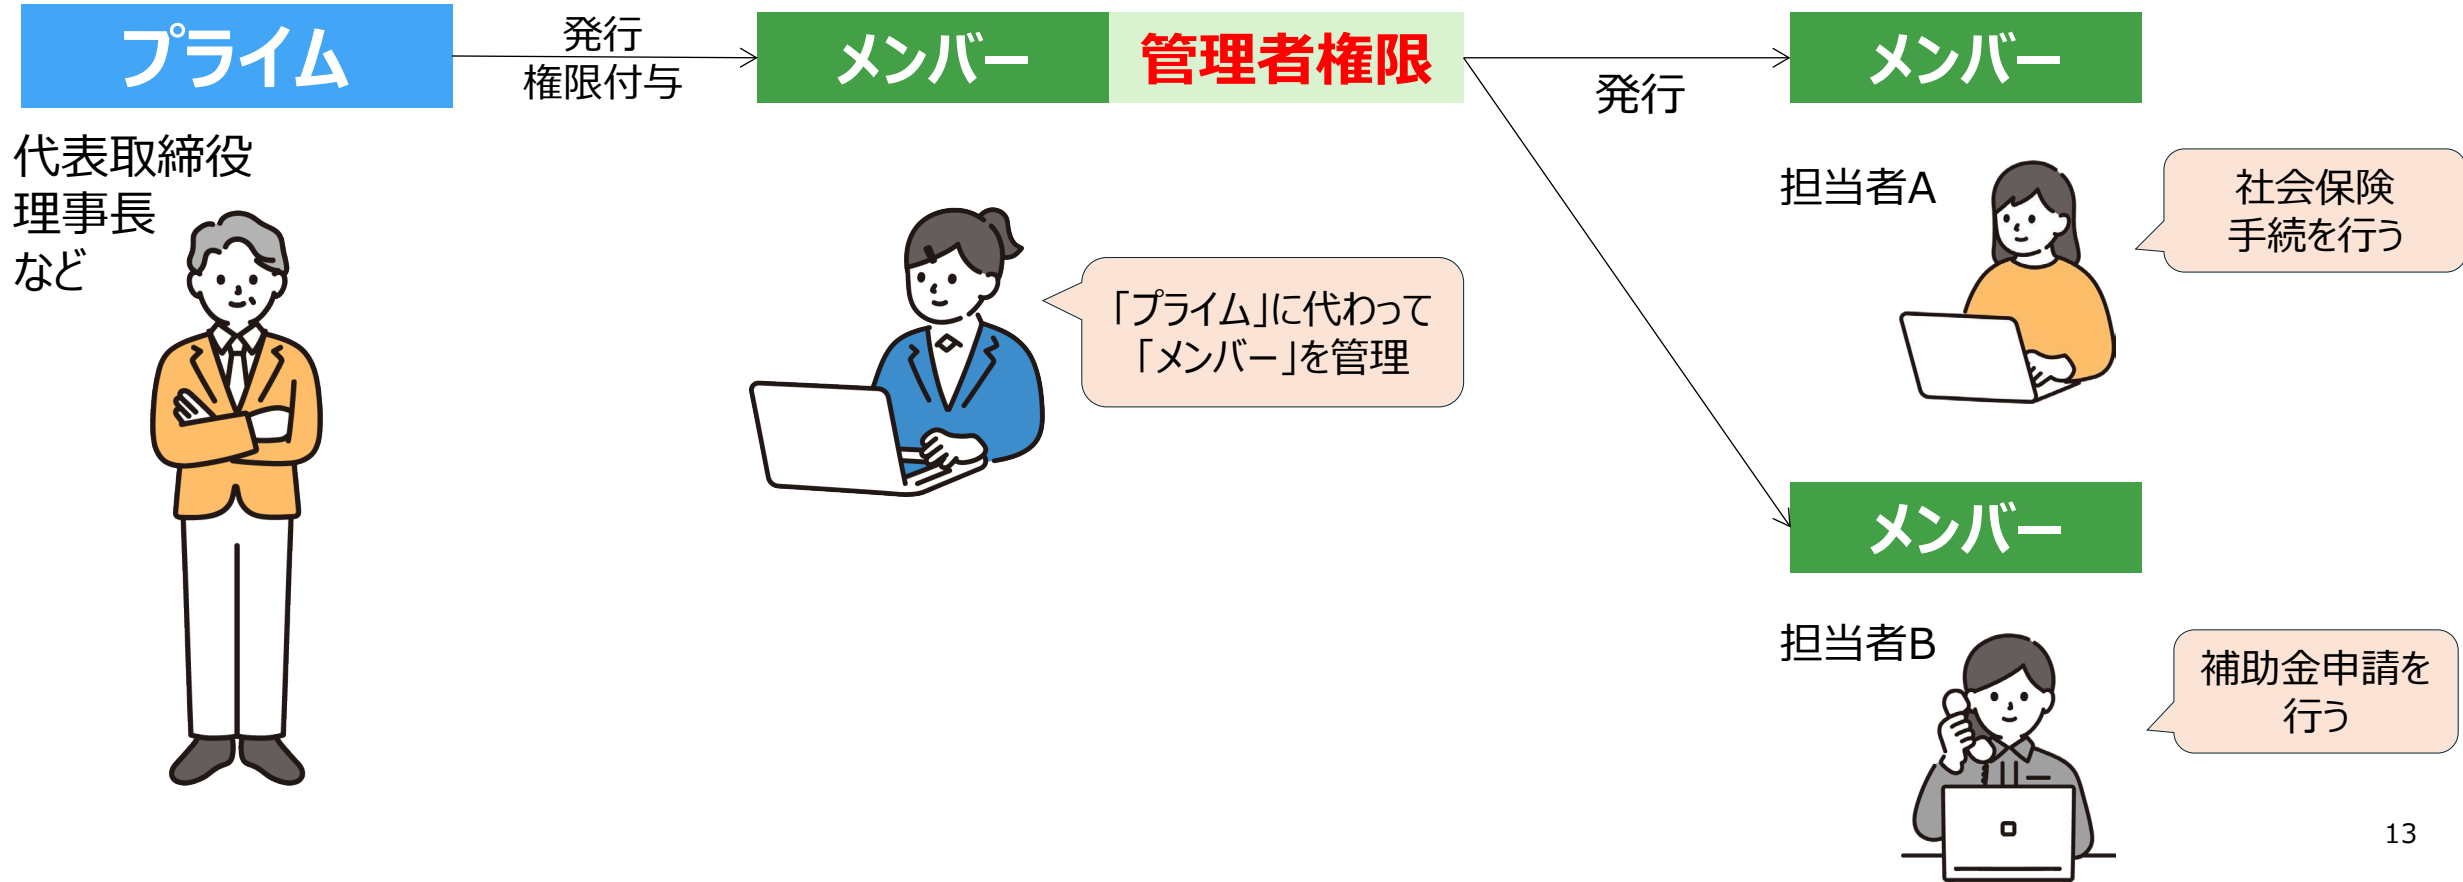 プライム
発行
権限付与
メンバー
管理者権限
発行
メンバー
代表取締役
理事長
など
「プライム」に代わって
「メンバー」を管理
担当者A
社会保険
手続を行う
メンバー
担当者B
補助金申請を
行う
13